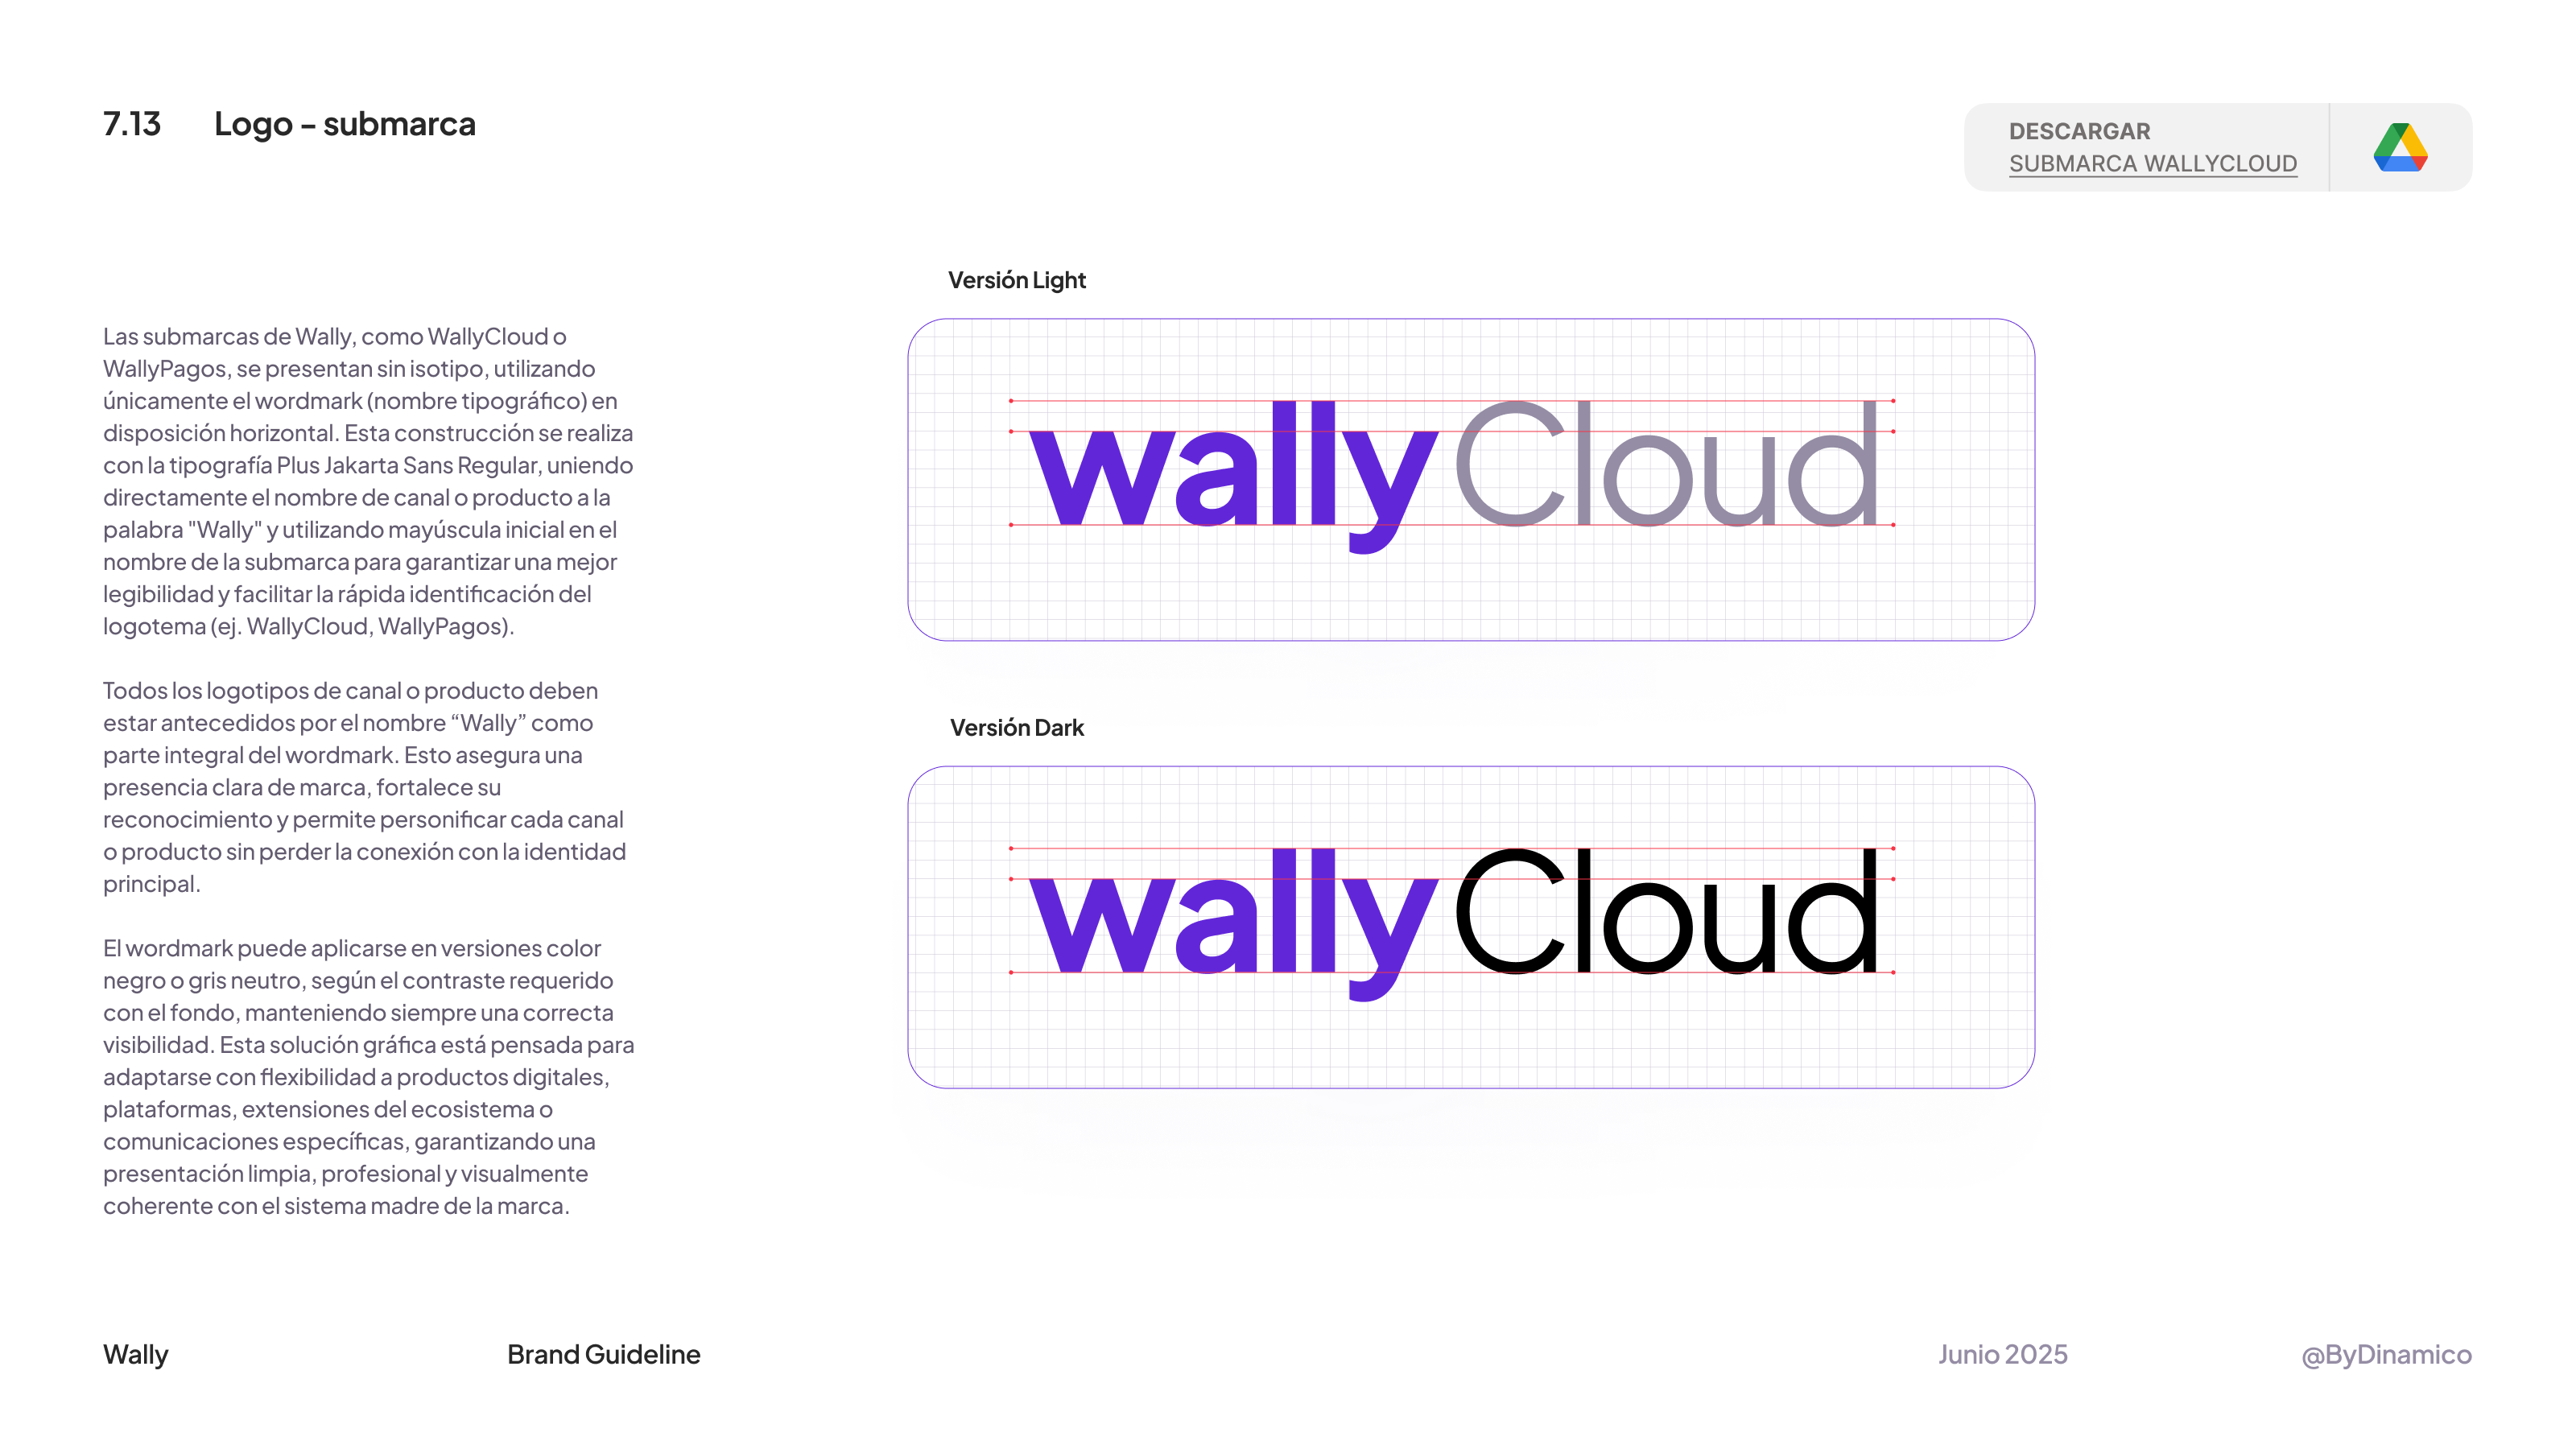 7.13 Logo – submarca
DESCARGAR
SUBMARCA WALLYCLOUD
Las submarcas de Wally, como WallyCloud o
WallyPagos, se presentan sin isotipo, utilizando
únicamente el wordmark (nombre tipográfico) en
disposición horizontal. Esta construcción se realiza
con la tipografía Plus Jakarta Sans Regular, uniendo
directamente el nombre de canal o producto a la
palabra "Wally" y utilizando mayúscula inicial en el
nombre de la submarca para garantizar una mejor
legibilidad y facilitar la rápida identificación del
logotema (ej. WallyCloud, WallyPagos).
Todos los logotipos de canal o producto deben
estar antecedidos por el nombre “Wally” como
parte integral del wordmark. Esto asegura una
presencia clara de marca, fortalece su
reconocimiento y permite personificar cada canal
o producto sin perder la conexión con la identidad
principal.
El wordmark puede aplicarse en versiones color
negro o gris neutro, según el contraste requerido
con el fondo, manteniendo siempre una correcta
visibilidad. Esta solución gráfica está pensada para
adaptarse con flexibilidad a productos digitales,
plataformas, extensiones del ecosistema o
comunicaciones específicas, garantizando una
presentación limpia, profesional y visualmente
coherente con el sistema madre de la marca.
Versión Light
wallyCloud
Versión Dark
wallyCloud
Wally
Brand Guideline
Junio 2025
@ByDinamico